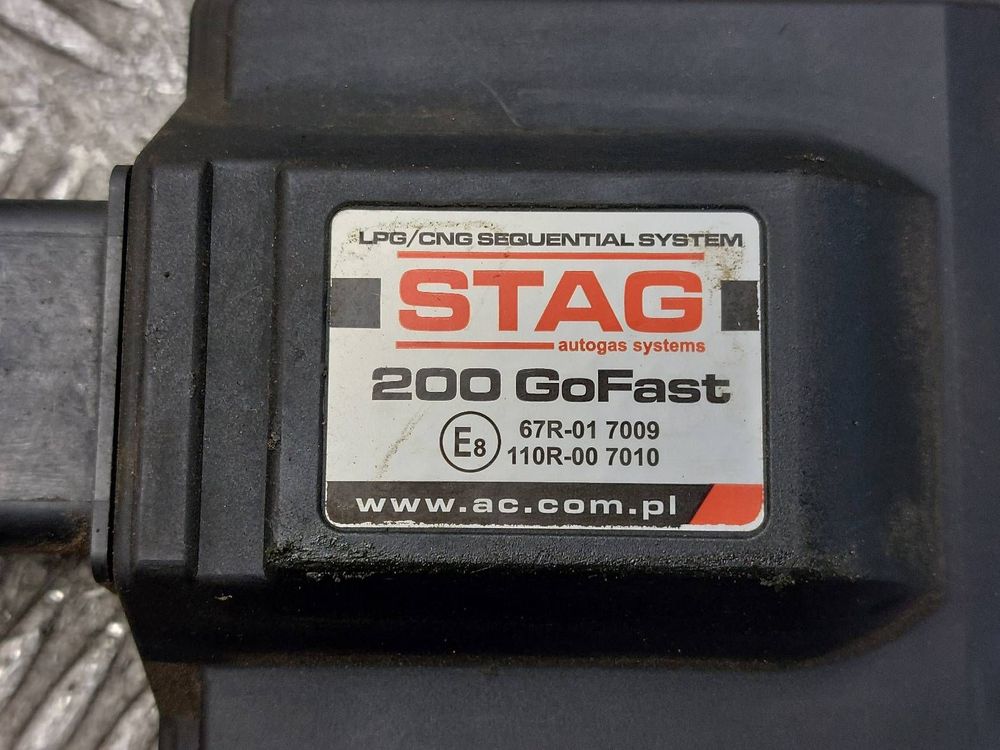 LPG/CNG SEQUENTIAL SYSTEM
STAG
autogas systems
200 GoFast
E8 67R-01 7009
110R-00 7010
www.ac.com.pl